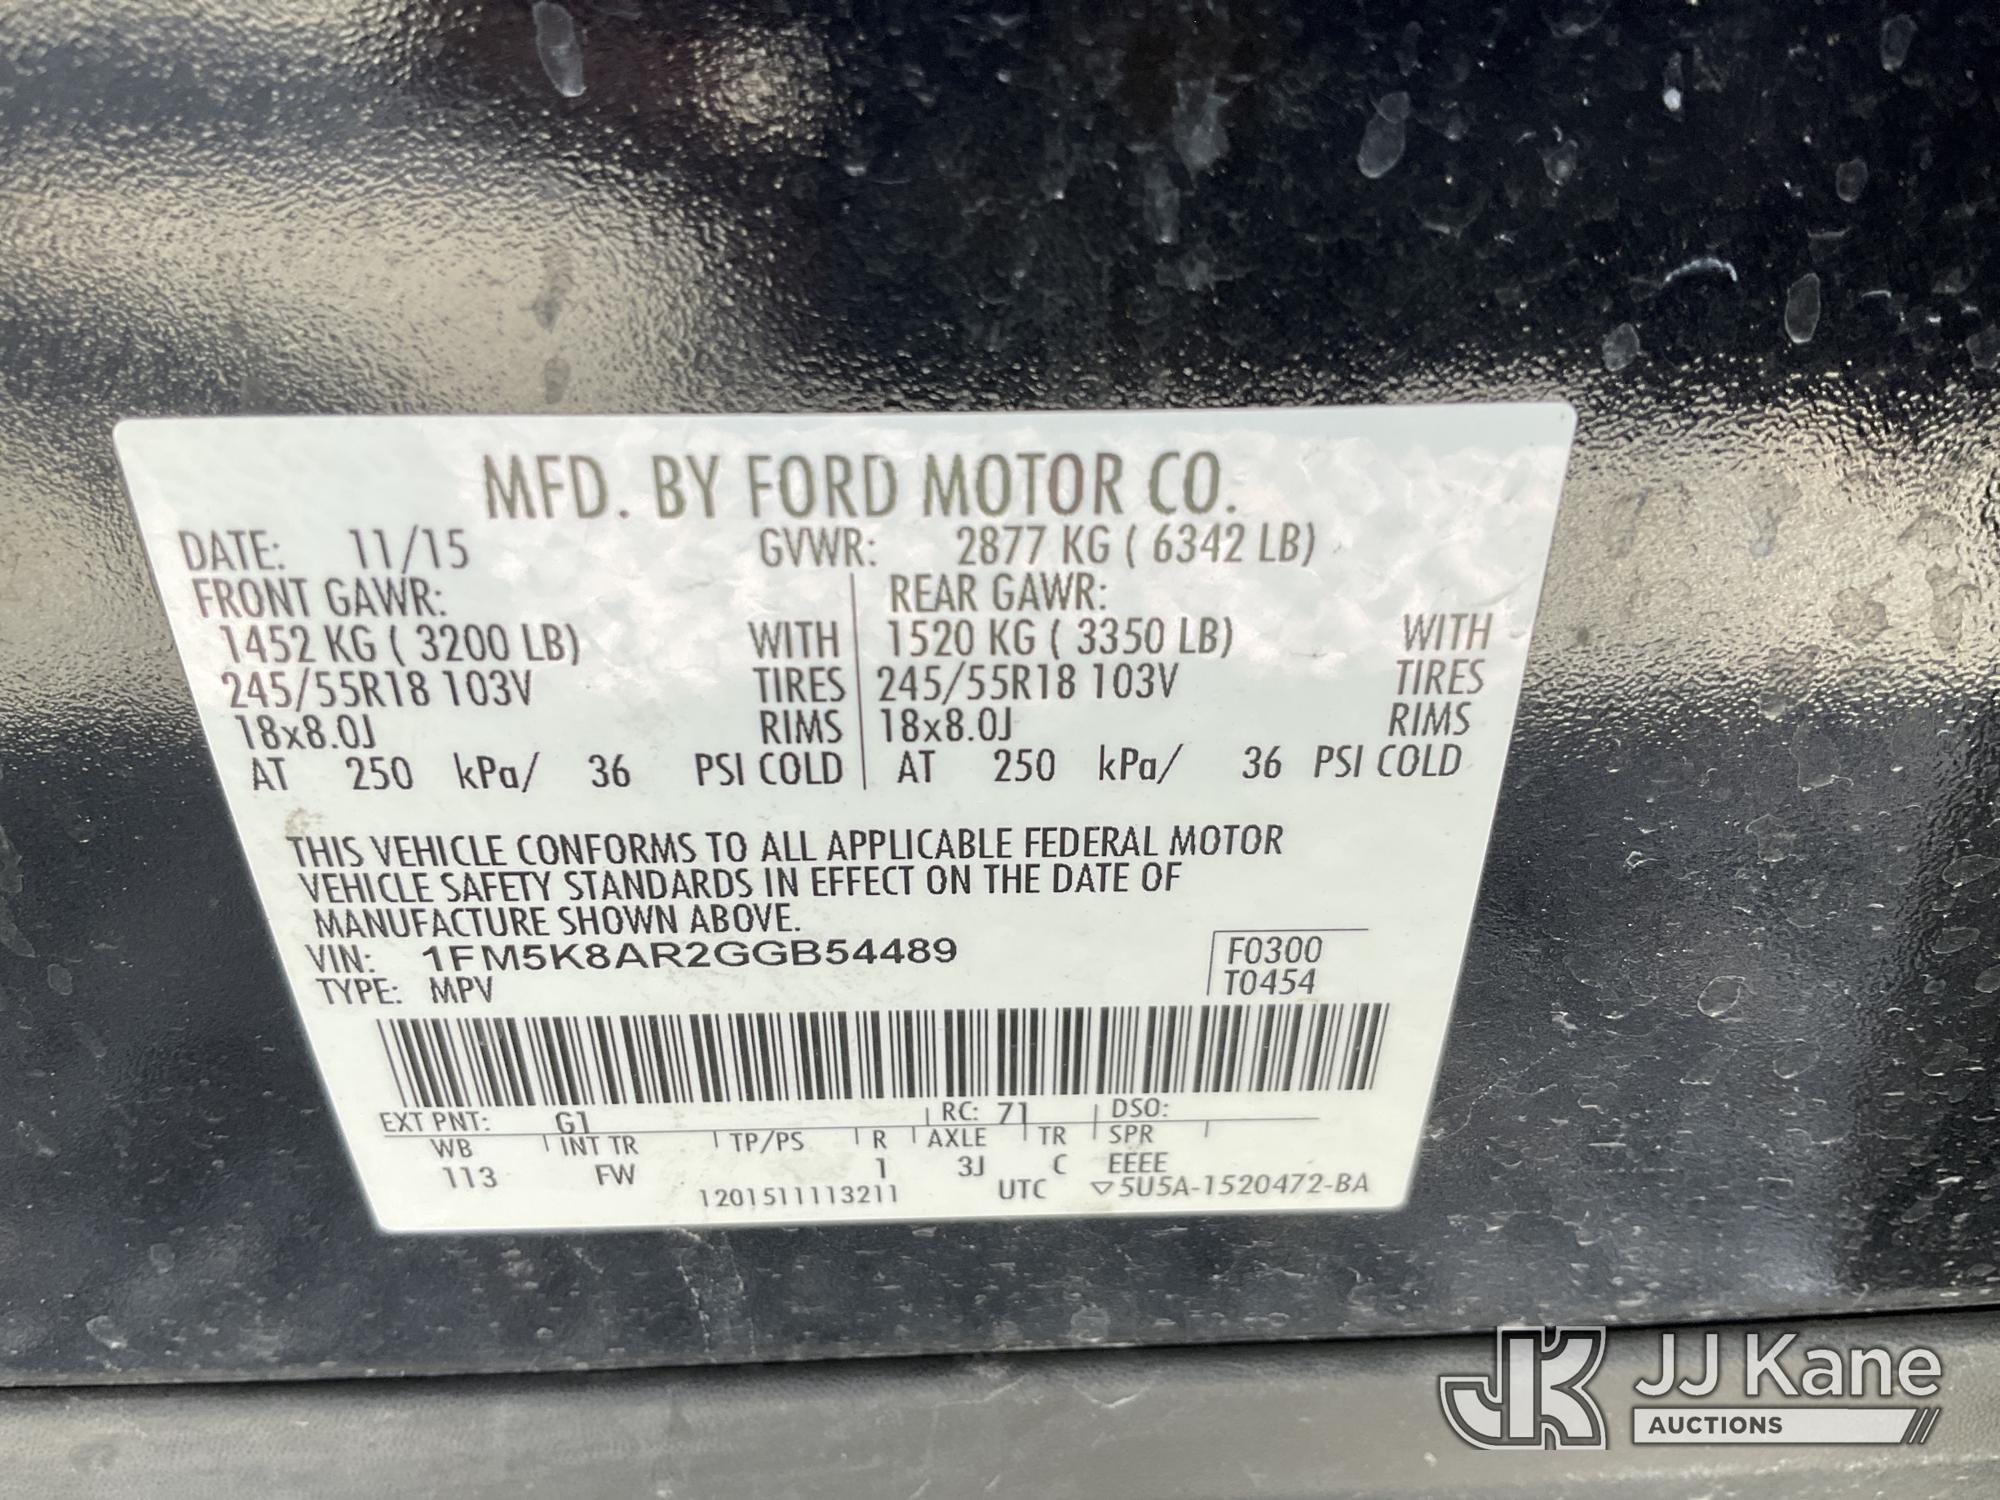 MFD. BY FORD MOTOR CO.
DATE: 11/15 GVWR: 2877 KG ( 6342 LB)
FRONT GAWR: REAR GAWR:
1452 KG ( 3200 LB) WITH 1520 KG ( 3350 LB) WITH
245/55R18 103V TIRES 245/55R18 103V TIRES
18x8.0J RIMS 18x8.0J RIMS
AT 250 kPa/ 36 PSI COLD AT 250 kPa/ 36 PSI COLD
THIS VEHICLE CONFORMS TO ALL APPLICABLE FEDERAL MOTOR
VEHICLE SAFETY STANDARDS IN EFFECT ON THE DATE OF
MANUFACTURE SHOWN ABOVE.
VIN: 1FM5K8AR2GGB54489 F0300
TYPE: MPV T0454
EXT PNT: G1 RC: 71 DSO:
WB INT TR TP/PS R AXLE TR SPR
113 FW 1 3J C EEEE
1201511113211 UTC ▽5U5A-1520472-BA
JK JJ Kane
AUCTIONS